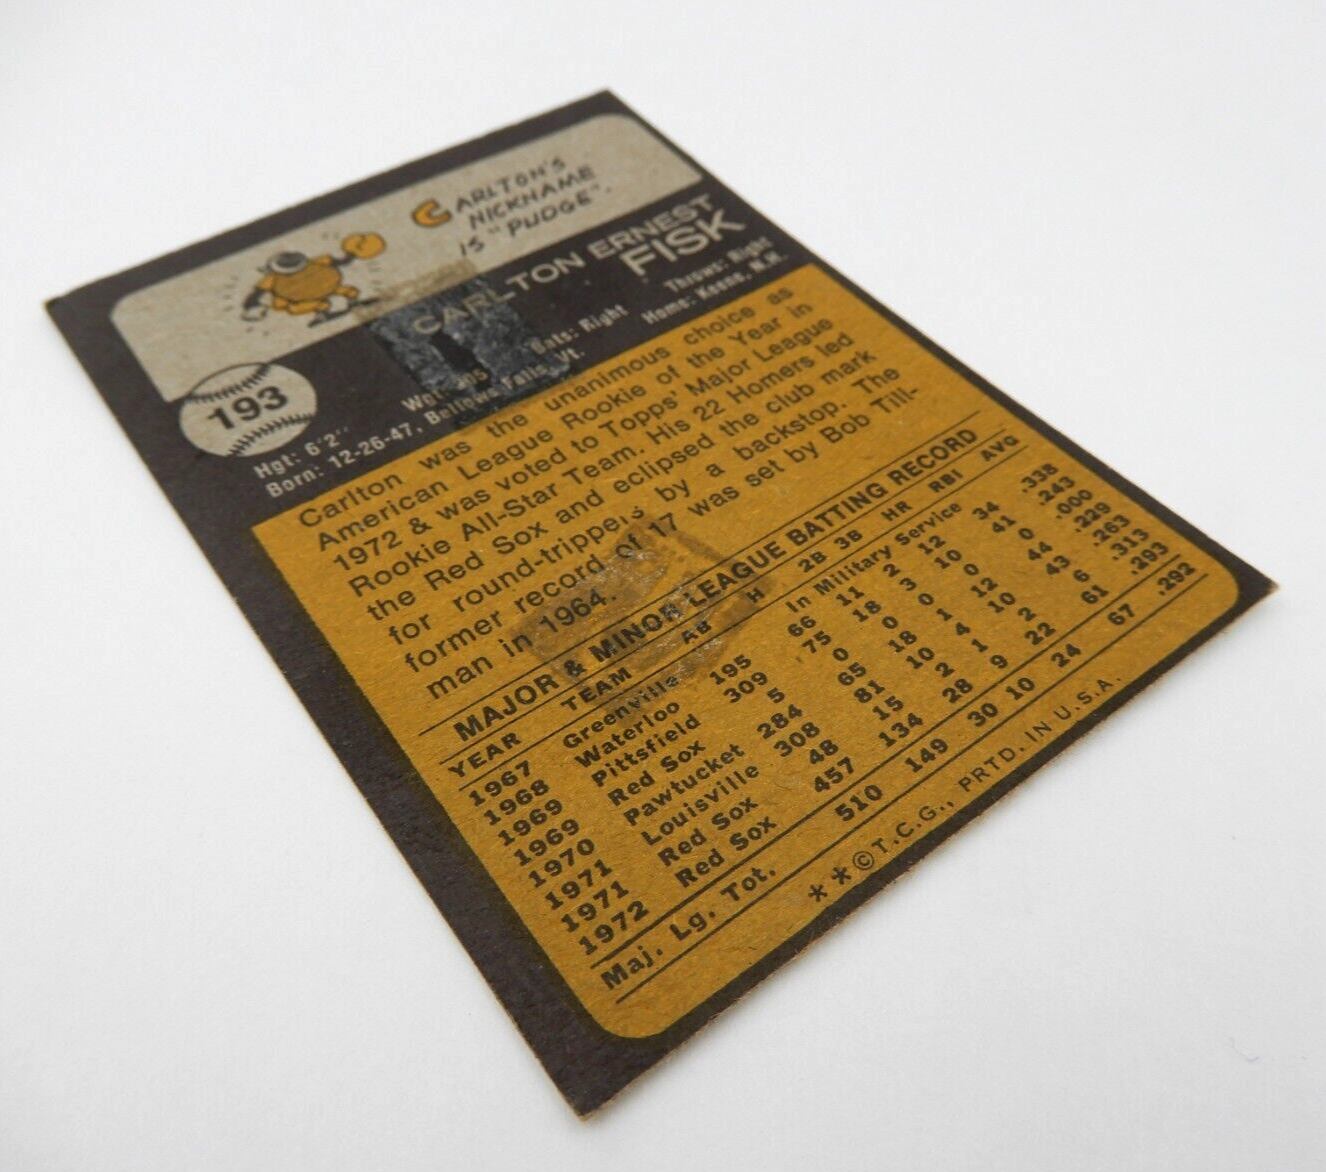 CARLTON'S
NICKNAME
IS "PUDGE".
193
CARLTON ERNEST
FISK
Hgt: 6'2" Wgt: 205 Bats: Right Throws: Right
Born: 12-26-47, Bellows Falls, Vt. Home: Keene, N.H.
Carlton was the unanimous choice as
American League Rookie of the Year in
1972 & was voted to Topps' Major League
Rookie All-Star Team. His 22 Homers led
the Red Sox and eclipsed the club mark
for round-trippers by a backstop. The
former record of 17 was set by Bob Till-
man in 1964.
MAJOR & MINOR LEAGUE BATTING RECORD
YEAR TEAM AB H 2B 3B HR RBI AVG
1967 Greenville In Military Service
1968 Waterloo 195 66 11 2 12 34 .338
1969 Pittsfield 309 75 18 3 10 41 .243
1969 Red Sox 5 0 0 0 0 0 .000
1970 Pawtucket 284 65 18 1 12 44 .229
1971 Louisville 308 81 10 4 10 43 .263
1971 Red Sox 48 15 2 1 2 6 .313
1972 Red Sox 457 134 28 9 22 61 .293
Maj. Lg. Tot. 510 149 30 10 24 67 .292
**©T.C.G., PRTD. IN U.S.A.